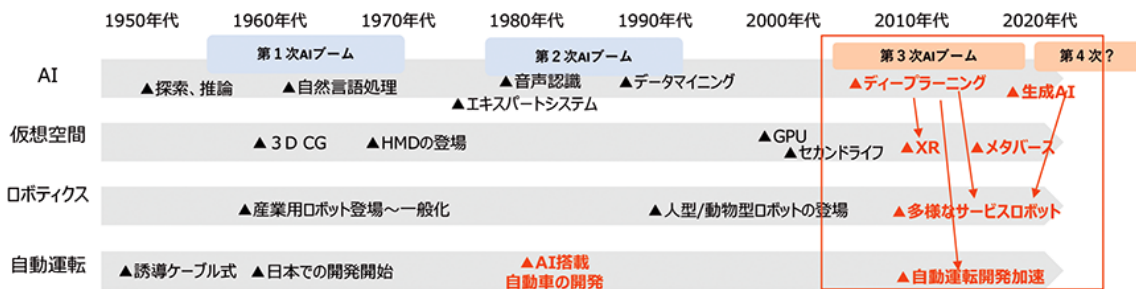 1950年代 1960年代 1970年代 1980年代 1990年代 2000年代 2010年代 2020年代
第1次AIブーム 第2次AIブーム 第3次AIブーム 第4次?
AI
▲探索、推論 ▲自然言語処理 ▲音声認識 ▲データマイニング ▲ディープラーニング ▲生成AI
▲エキスパートシステム
仮想空間
▲3D CG ▲HMDの登場 ▲GPU ▲XR ▲メタバース
▲セカンドライフ
ロボティクス
▲産業用ロボット登場～一般化 ▲人型/動物型ロボットの登場 ▲多様なサービスロボット
自動運転
▲誘導ケーブル式 ▲日本での開発開始 ▲AI搭載 ▲自動運転開発加速
自動車の開発